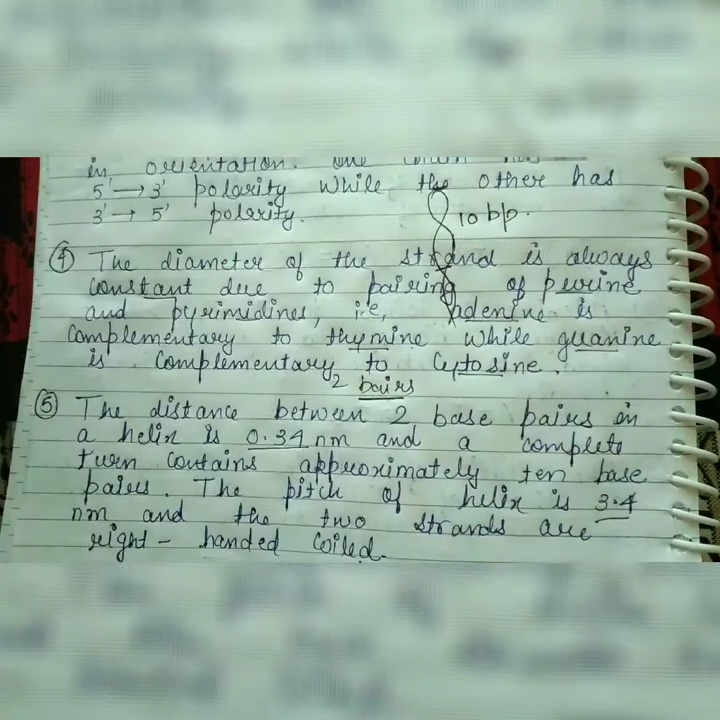 in orientation. one
5' → 3' polarity while the other has
3' → 5' polarity.
10 bp.
④ The diameter of the strand is always
constant due to pairing of purine
and pyrimidines, i.e, adenine is
complementary to thymine while guanine
is complementary to cytosine.
2 pairs
⑤ The distance between 2 base pairs in
a helix is 0.34 nm and a complete
turn contains approximately ten base
pairs. The pitch of helix is 3.4
nm and the two strands are
right-handed coiled.